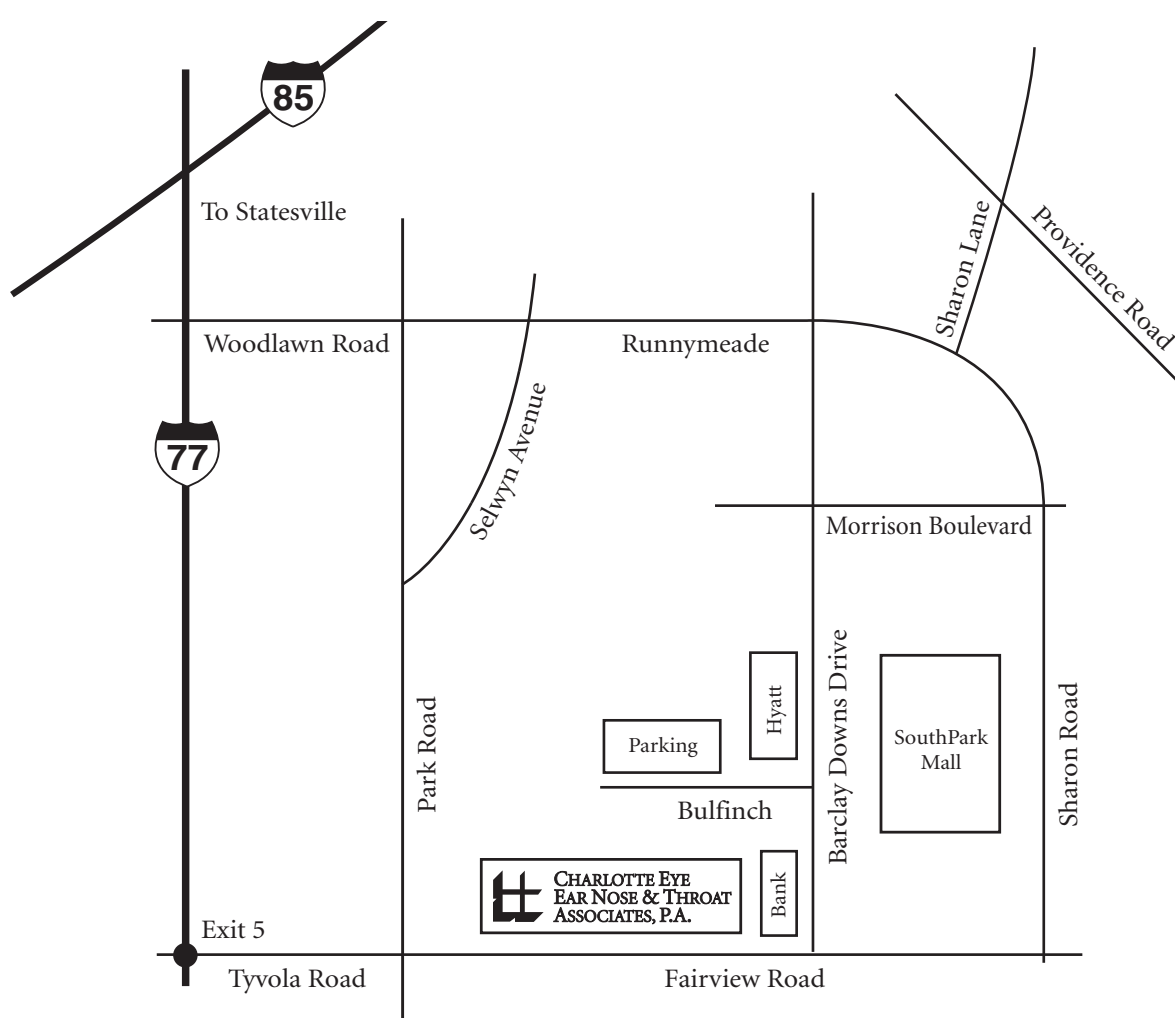 85
To Statesville
Sharon Lane
Providence Road
Woodlawn Road
Runnymeade
77
Selwyn Avenue
Morrison Boulevard
Park Road
Parking
Hyatt
Barclay Downs Drive
SouthPark
Mall
Sharon Road
Bulfinch
CHARLOTTE EYE
EAR NOSE & THROAT
ASSOCIATES, P.A.
Bank
Exit 5
Tyvola Road
Fairview Road